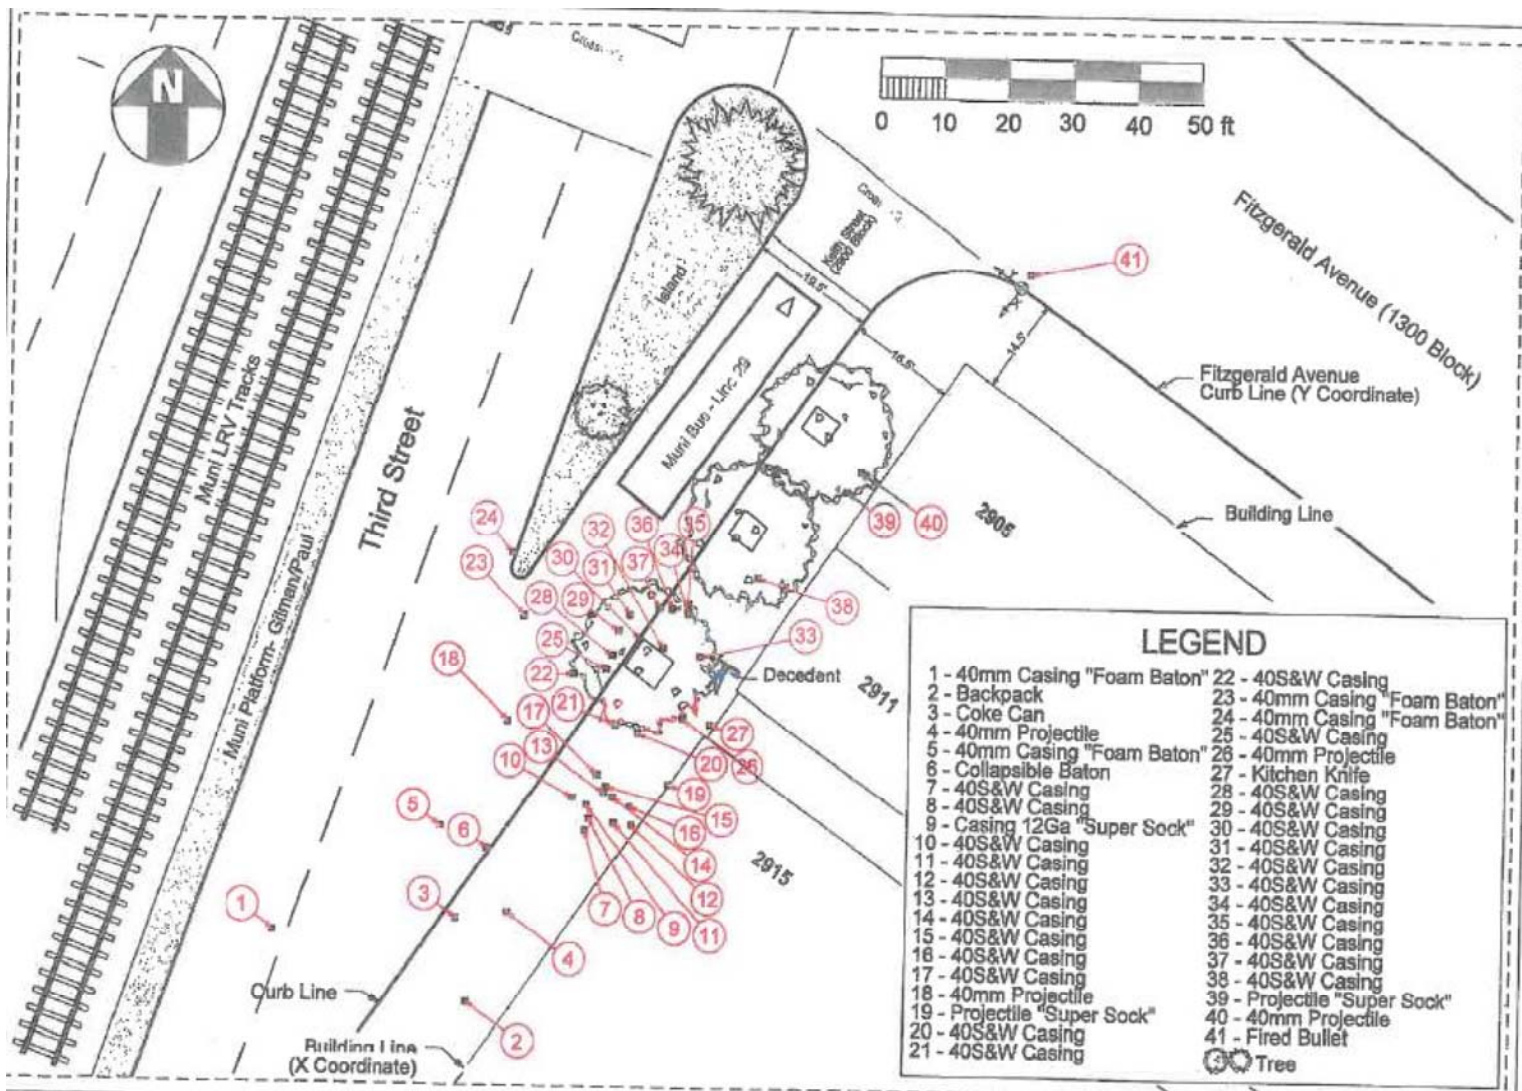 N
0 10 20 30 40 50 ft
Fitzgerald Avenue (1300 Block)
Island
19.5'
16.5'
14.5'
41
Muni Bus - Line 29
Fitzgerald Avenue
Curb Line (Y Coordinate)
Muni LRV Tracks
Third Street
Building Line
Muni Platform- Gilman/Paul
24
32
36
35
39
40
2905
23
30
31
37
34
28
29
38
25
33
18
22
Decedent
2911
21
17
27
13
20
26
10
19
5
15
6
16
14
2915
12
3
7
8
9
11
1
4
2
Curb Line
Building Line
(X Coordinate)
LEGEND
1 - 40mm Casing "Foam Baton"
2 - Backpack
3 - Coke Can
4 - 40mm Projectile
5 - 40mm Casing "Foam Baton"
6 - Collapsible Baton
7 - 40S&W Casing
8 - 40S&W Casing
9 - Casing 12Ga "Super Sock"
10 - 40S&W Casing
11 - 40S&W Casing
12 - 40S&W Casing
13 - 40S&W Casing
14 - 40S&W Casing
15 - 40S&W Casing
16 - 40S&W Casing
17 - 40S&W Casing
18 - 40mm Projectile
19 - Projectile "Super Sock"
20 - 40S&W Casing
21 - 40S&W Casing
22 - 40S&W Casing
23 - 40mm Casing "Foam Baton"
24 - 40mm Casing "Foam Baton"
25 - 40S&W Casing
26 - 40mm Projectile
27 - Kitchen Knife
28 - 40S&W Casing
29 - 40S&W Casing
30 - 40S&W Casing
31 - 40S&W Casing
32 - 40S&W Casing
33 - 40S&W Casing
34 - 40S&W Casing
35 - 40S&W Casing
36 - 40S&W Casing
37 - 40S&W Casing
38 - 40S&W Casing
39 - Projectile "Super Sock"
40 - 40mm Projectile
41 - Fired Bullet
Tree